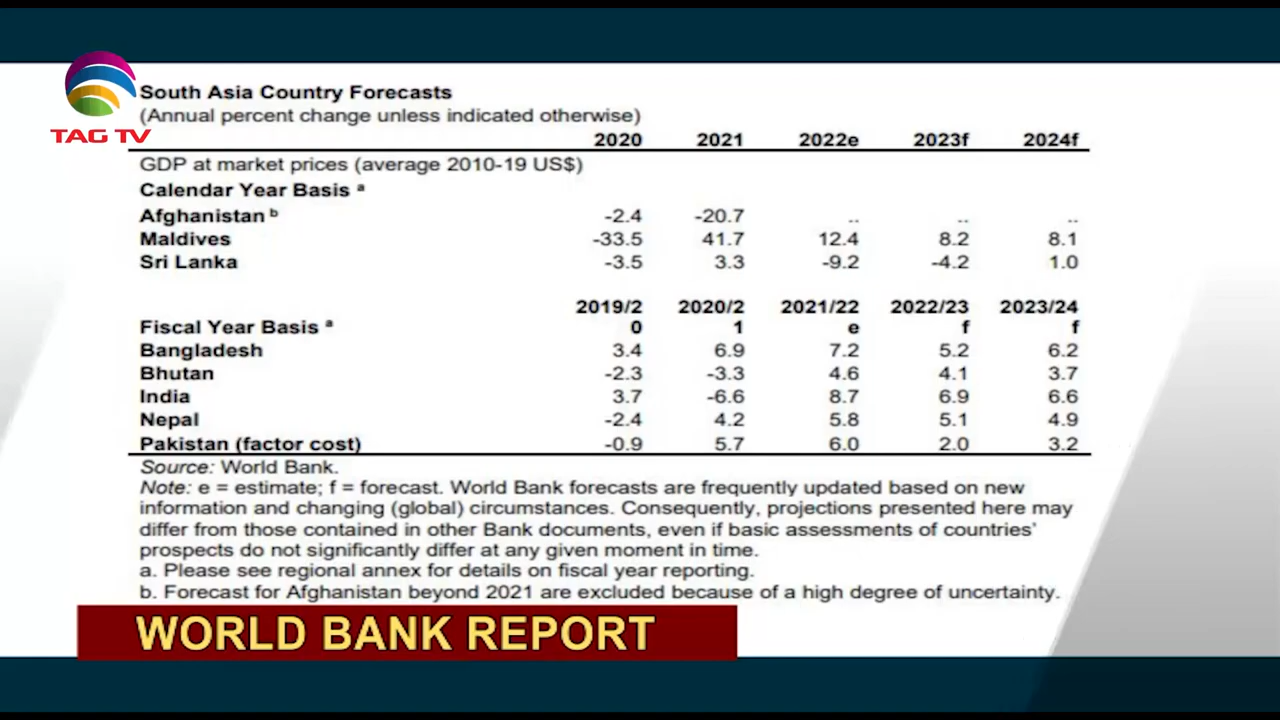 TAG TV
South Asia Country Forecasts
(Annual percent change unless indicated otherwise)
2020 2021 2022e 2023f 2024f
GDP at market prices (average 2010-19 US$)
Calendar Year Basis ᵃ
Afghanistan ᵇ -2.4 -20.7 .. .. ..
Maldives -33.5 41.7 12.4 8.2 8.1
Sri Lanka -3.5 3.3 -9.2 -4.2 1.0
2019/2 2020/2 2021/22 2022/23 2023/24
Fiscal Year Basis ᵃ 0 1 e f f
Bangladesh 3.4 6.9 7.2 5.2 6.2
Bhutan -2.3 -3.3 4.6 4.1 3.7
India 3.7 -6.6 8.7 6.9 6.6
Nepal -2.4 4.2 5.8 5.1 4.9
Pakistan (factor cost) -0.9 5.7 6.0 2.0 3.2
Source: World Bank.
Note: e = estimate; f = forecast. World Bank forecasts are frequently updated based on new
information and changing (global) circumstances. Consequently, projections presented here may
differ from those contained in other Bank documents, even if basic assessments of countries'
prospects do not significantly differ at any given moment in time.
a. Please see regional annex for details on fiscal year reporting.
b. Forecast for Afghanistan beyond 2021 are excluded because of a high degree of uncertainty.
WORLD BANK REPORT